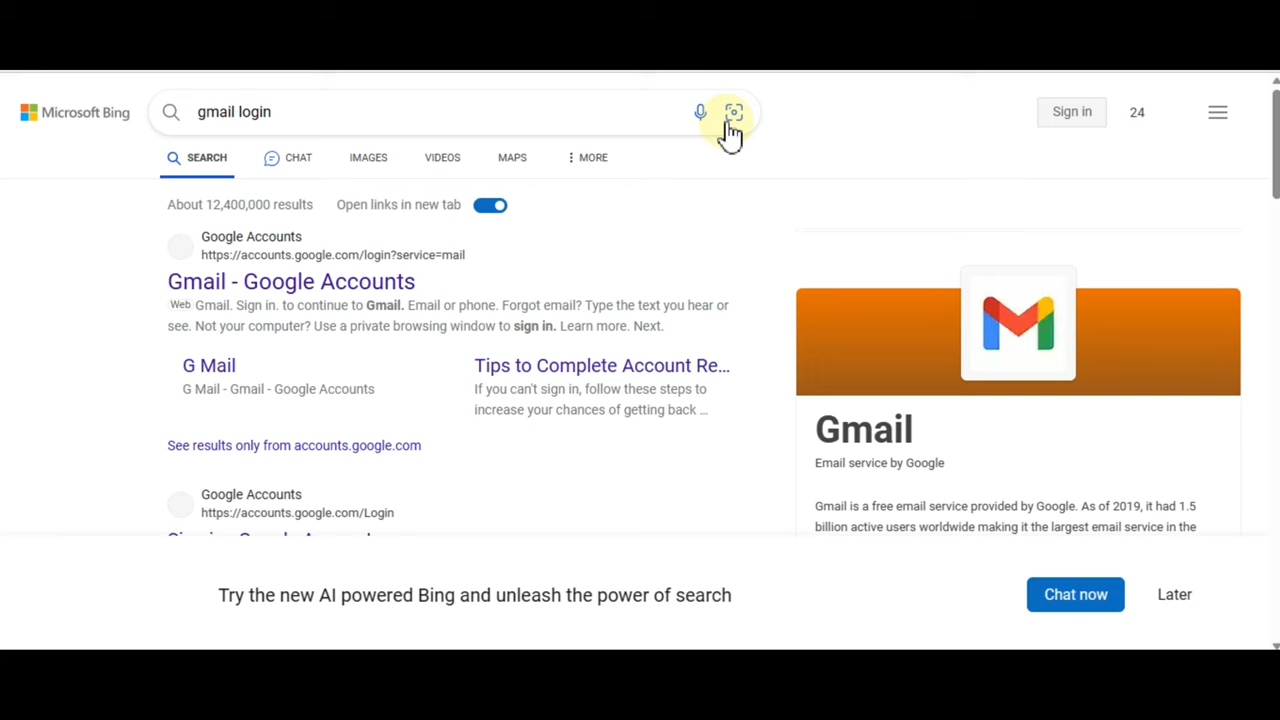 Microsoft Bing
gmail login
Sign in
24
SEARCH
CHAT
IMAGES
VIDEOS
MAPS
MORE
About 12,400,000 results
Open links in new tab
Google Accounts
https://accounts.google.com/login?service=mail
Gmail - Google Accounts
Web Gmail. Sign in. to continue to Gmail. Email or phone. Forgot email? Type the text you hear or
see. Not your computer? Use a private browsing window to sign in. Learn more. Next.
G Mail
G Mail - Gmail - Google Accounts
Tips to Complete Account Re...
If you can't sign in, follow these steps to
increase your chances of getting back ...
See results only from accounts.google.com
Google Accounts
https://accounts.google.com/Login
Gmail
Email service by Google
Gmail is a free email service provided by Google. As of 2019, it had 1.5
billion active users worldwide making it the largest email service in the
Try the new AI powered Bing and unleash the power of search
Chat now
Later